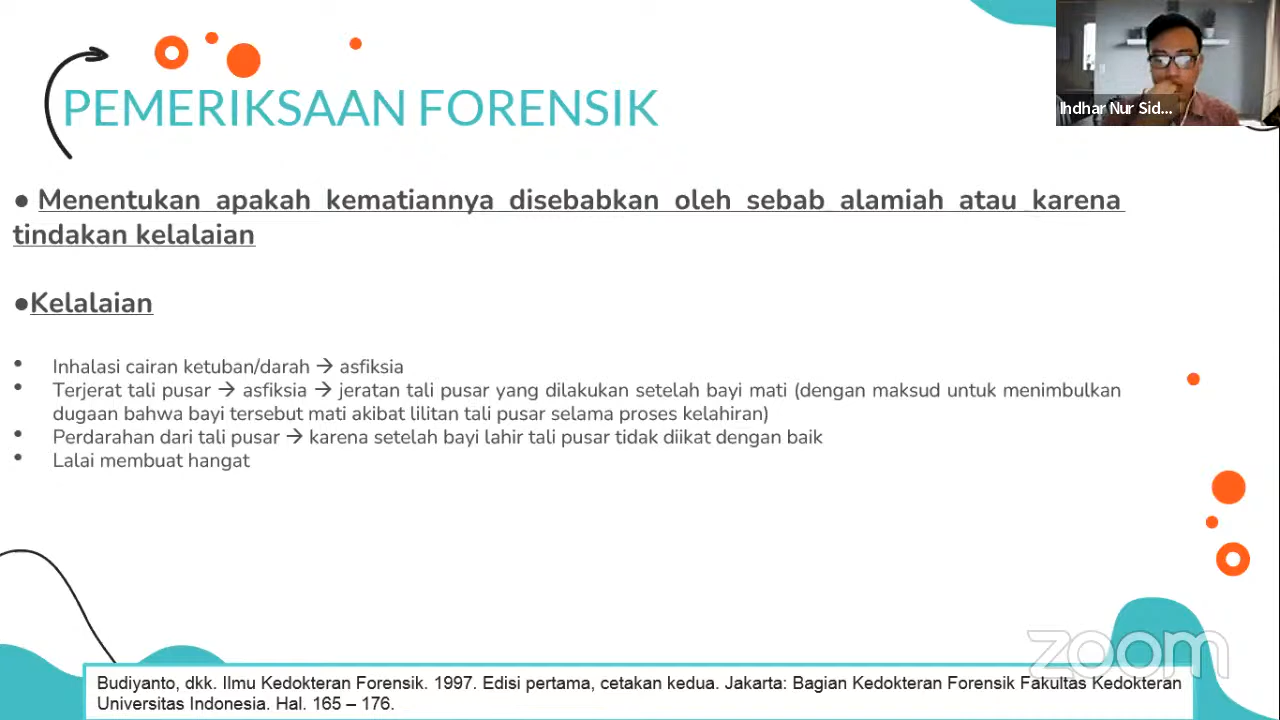 PEMERIKSAAN FORENSIK
Ihdhar Nur Sid...
● Menentukan apakah kematiannya disebabkan oleh sebab alamiah atau karena
tindakan kelalaian
●Kelalaian
• Inhalasi cairan ketuban/darah → asfiksia
• Terjerat tali pusar → asfiksia → jeratan tali pusar yang dilakukan setelah bayi mati (dengan maksud untuk menimbulkan
dugaan bahwa bayi tersebut mati akibat lilitan tali pusar selama proses kelahiran)
• Perdarahan dari tali pusar → karena setelah bayi lahir tali pusar tidak diikat dengan baik
• Lalai membuat hangat
zoom
Budiyanto, dkk. Ilmu Kedokteran Forensik. 1997. Edisi pertama, cetakan kedua. Jakarta: Bagian Kedokteran Forensik Fakultas Kedokteran
Universitas Indonesia. Hal. 165 – 176.